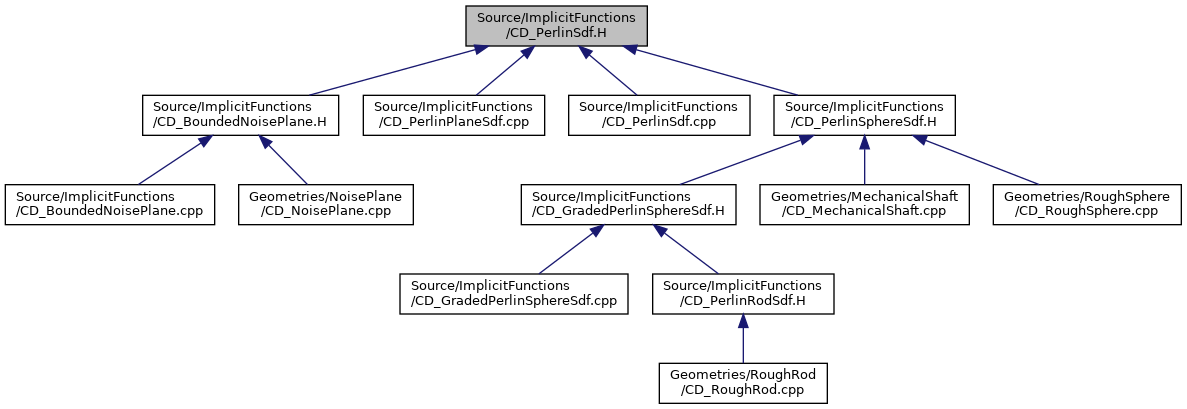 Source/ImplicitFunctions
/CD_PerlinSdf.H
Source/ImplicitFunctions
/CD_BoundedNoisePlane.H
Source/ImplicitFunctions
/CD_PerlinPlaneSdf.cpp
Source/ImplicitFunctions
/CD_PerlinSdf.cpp
Source/ImplicitFunctions
/CD_PerlinSphereSdf.H
Source/ImplicitFunctions
/CD_BoundedNoisePlane.cpp
Geometries/NoisePlane
/CD_NoisePlane.cpp
Source/ImplicitFunctions
/CD_GradedPerlinSphereSdf.H
Geometries/MechanicalShaft
/CD_MechanicalShaft.cpp
Geometries/RoughSphere
/CD_RoughSphere.cpp
Source/ImplicitFunctions
/CD_GradedPerlinSphereSdf.cpp
Source/ImplicitFunctions
/CD_PerlinRodSdf.H
Geometries/RoughRod
/CD_RoughRod.cpp